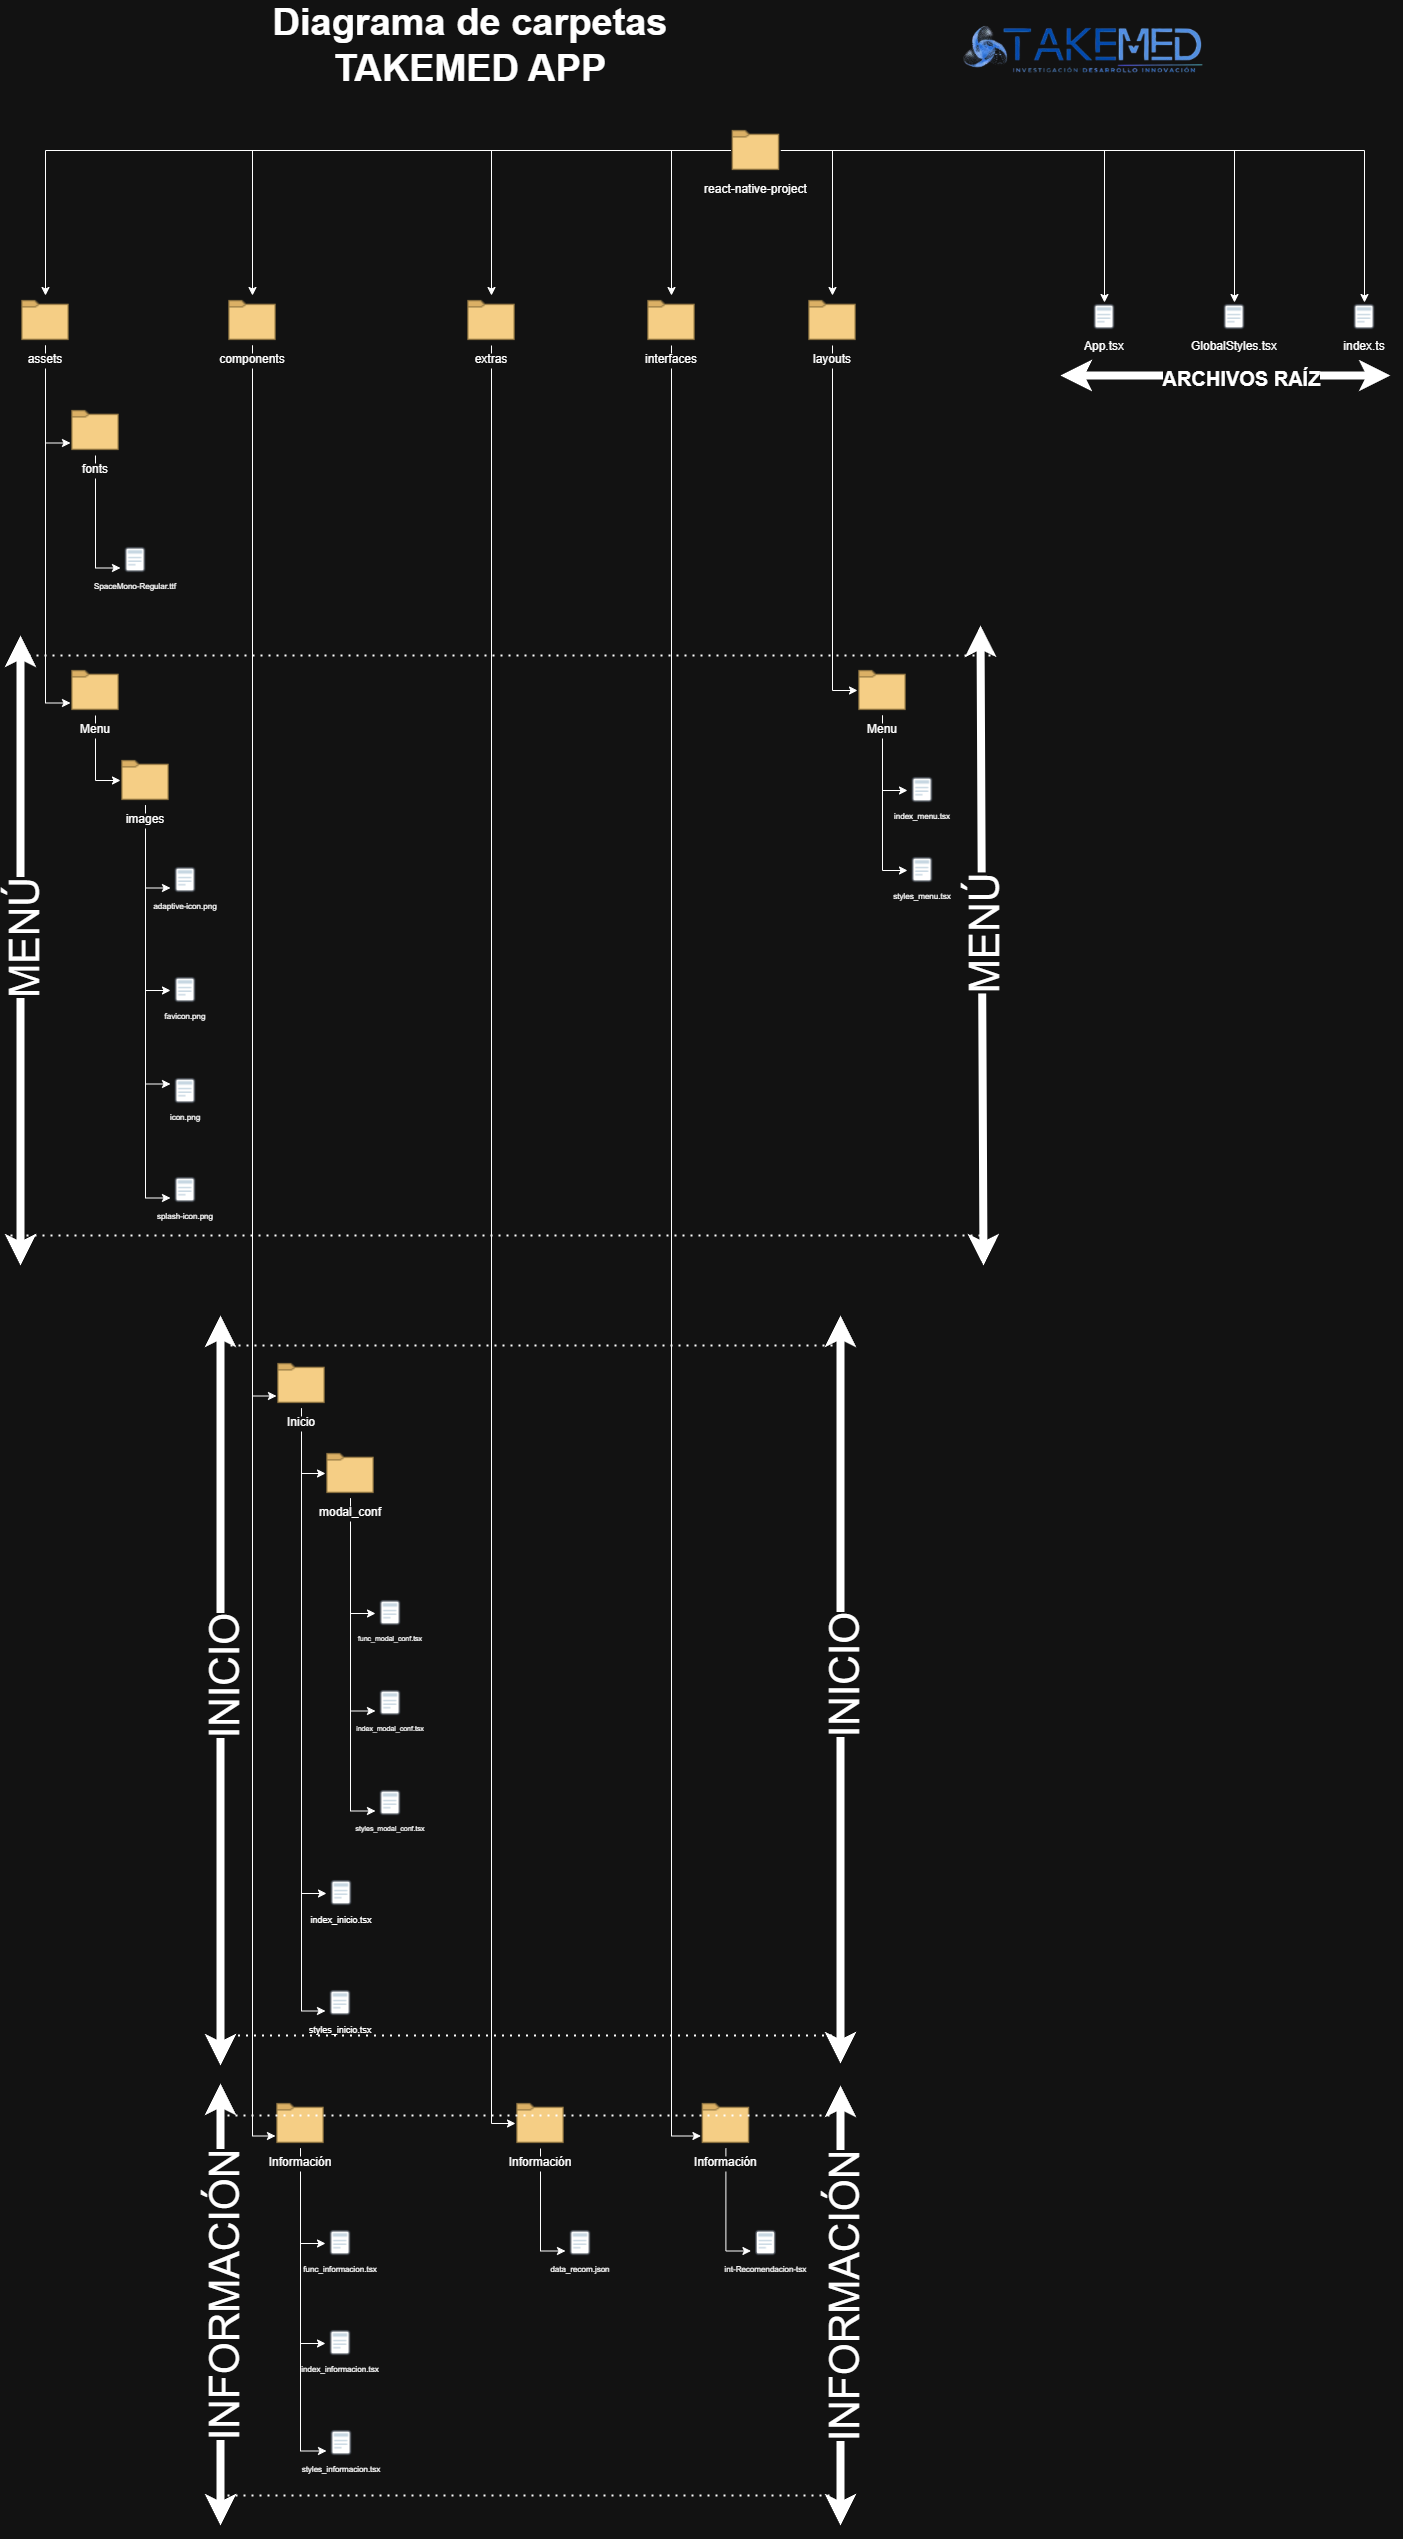 Diagrama de carpetas
TAKEMED APP
TAKEMED
INVESTIGACIÓN DESARROLLO INNOVACIÓN
react-native-project
assets
components
extras
interfaces
layouts
App.tsx
GlobalStyles.tsx
index.ts
ARCHIVOS RAÍZ
fonts
SpaceMono-Regular.ttf
MENÚ
Menu
images
adaptive-icon.png
favicon.png
icon.png
splash-icon.png
Menu
index_menu.tsx
styles_menu.tsx
MENÚ
INICIO
Inicio
modal_conf
func_modal_conf.tsx
index_modal_conf.tsx
styles_modal_conf.tsx
index_inicio.tsx
styles_inicio.tsx
INICIO
INFORMACIÓN
Información
func_informacion.tsx
index_informacion.tsx
styles_informacion.tsx
Información
data_recom.json
Información
int-Recomendacion-tsx
INFORMACIÓN